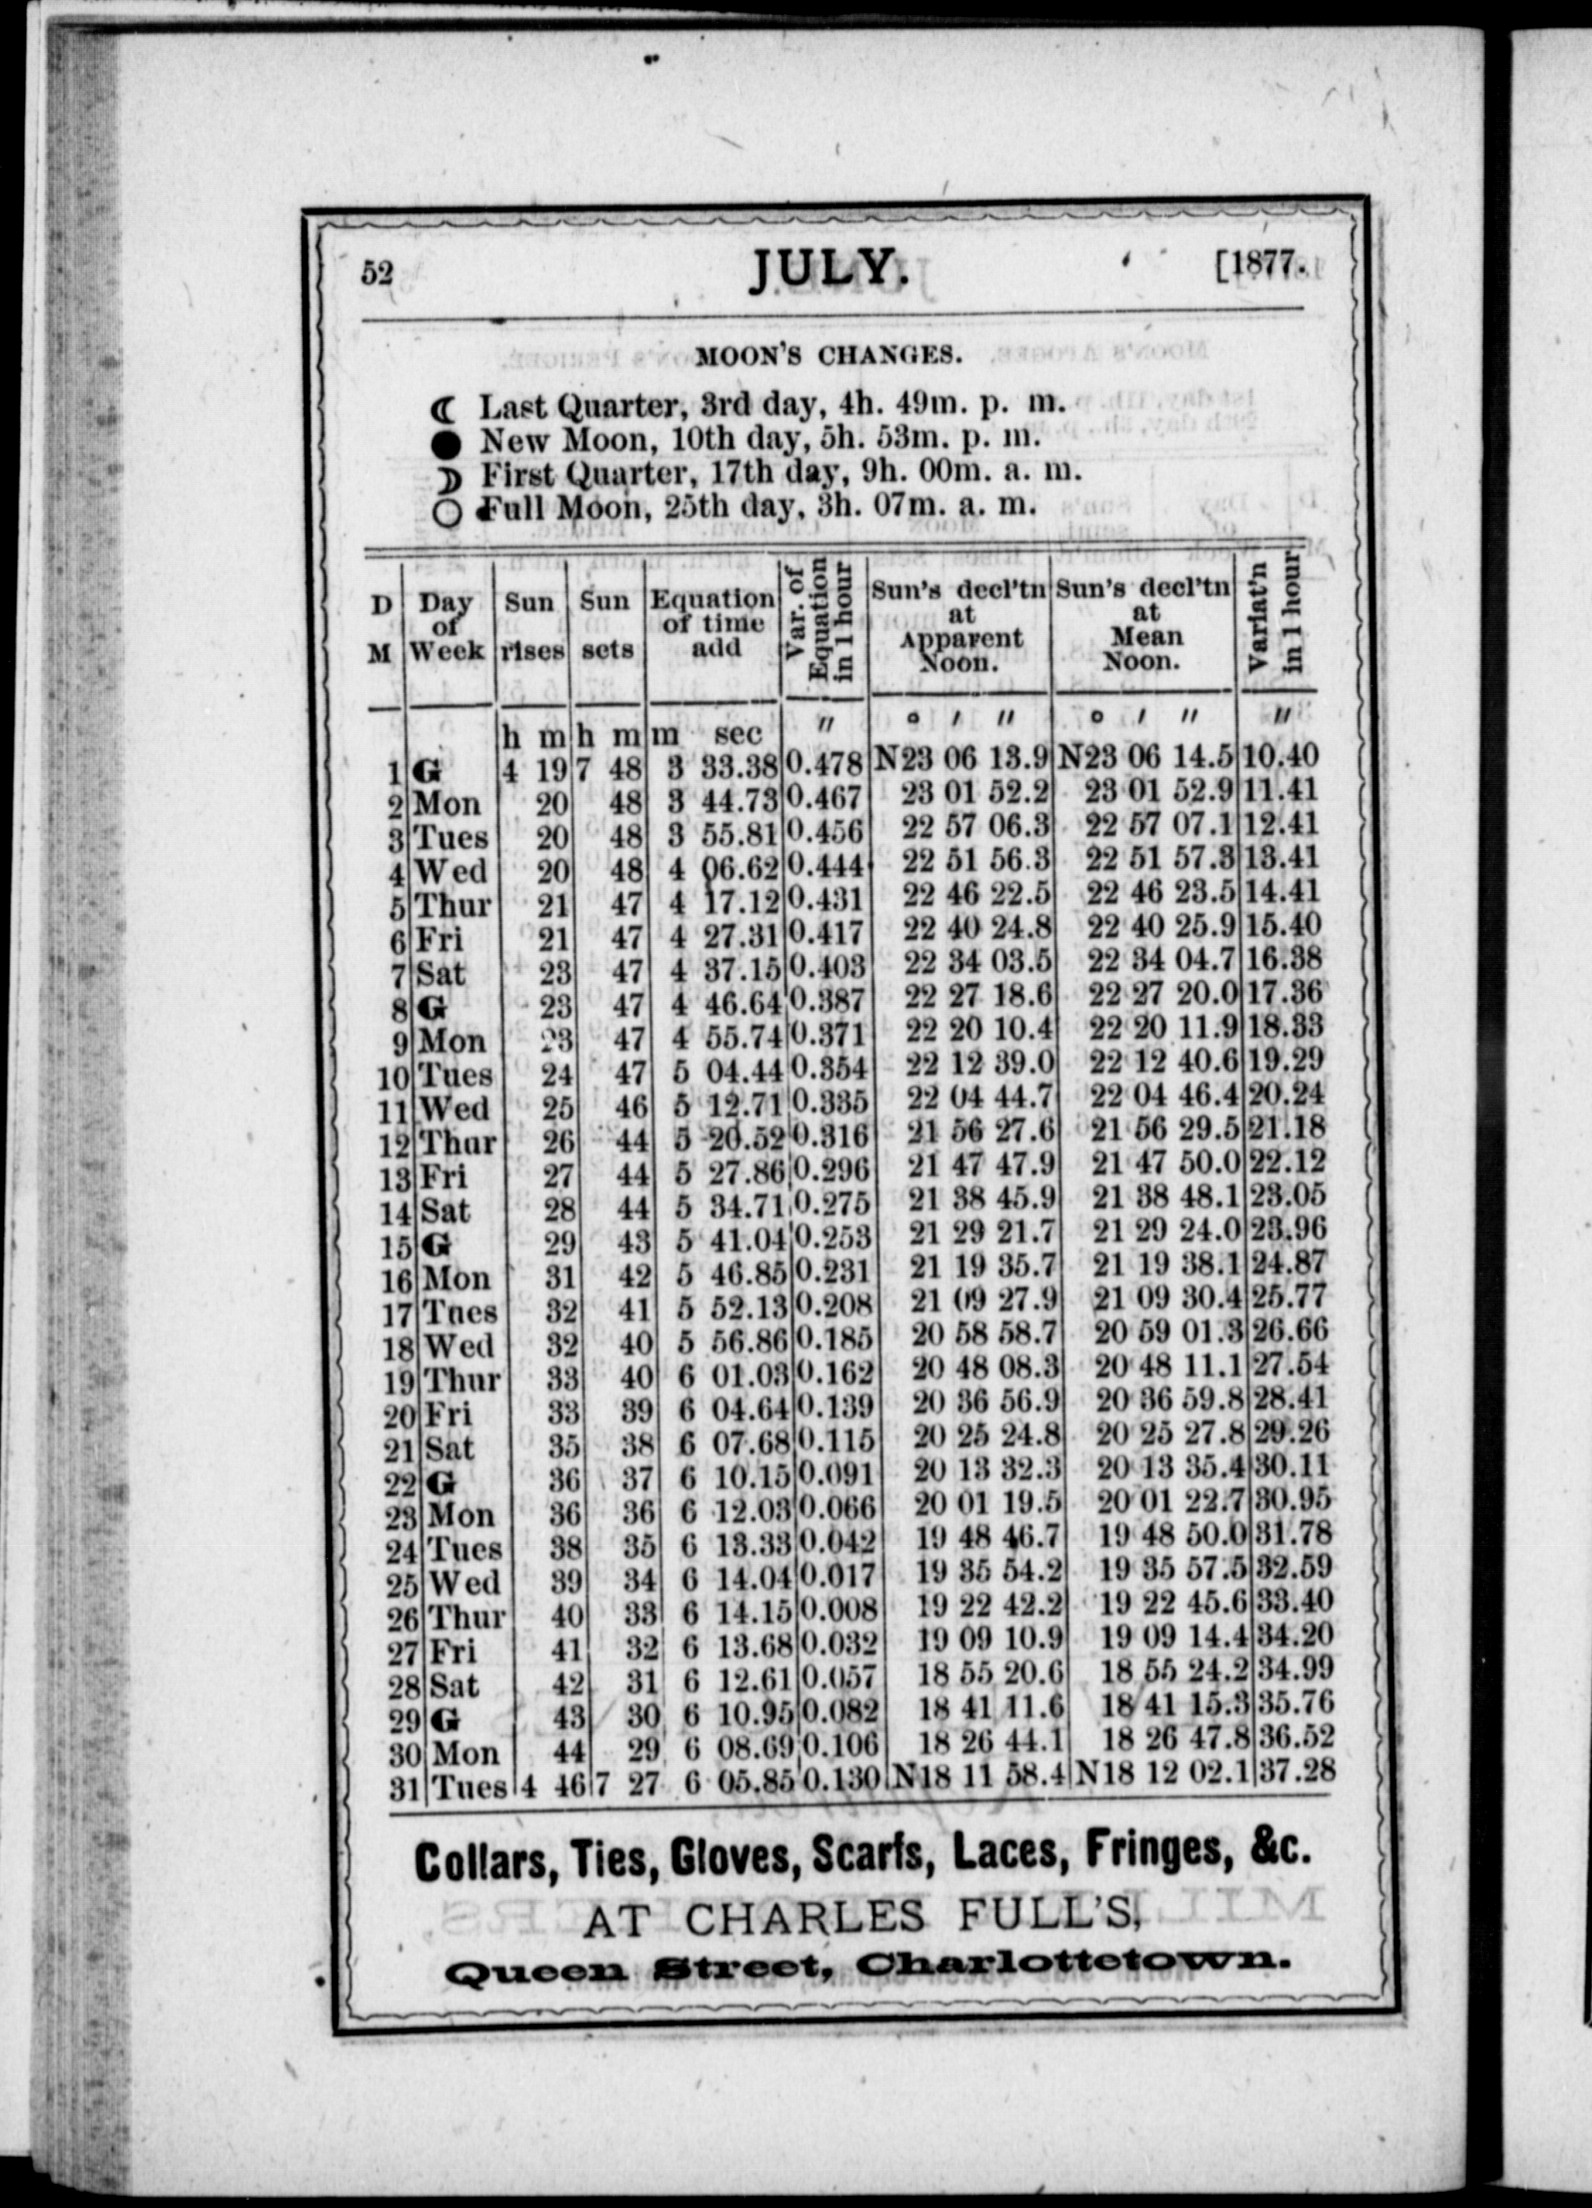 52 JULY. [1877.
MOON'S CHANGES.
☾ Last Quarter, 3rd day, 4h. 49m. p. m.
● New Moon, 10th day, 5h. 53m. p. m.
☽ First Quarter, 17th day, 9h. 00m. a. m.
○ Full Moon, 25th day, 3h. 07m. a. m.
D M | Day of Week | Sun rises | Sun sets | Equation of time add | Var. of Equation in 1 hour | Sun's decl'tn at Apparent Noon. | Sun's decl'tn at Mean Noon. | Variat'n in 1 hour
h m | h m | m sec | " | ° ' " | ° ' " | "
1 G 4 19 7 48 3 33.38 0.478 N23 06 13.9 N23 06 14.5 10.40
2 Mon 20 48 3 44.73 0.467 23 01 52.2 23 01 52.9 11.41
3 Tues 20 48 3 55.81 0.456 22 57 06.3 22 57 07.1 12.41
4 Wed 20 48 4 06.62 0.444 22 51 56.3 22 51 57.3 13.41
5 Thur 21 47 4 17.12 0.431 22 46 22.5 22 46 23.5 14.41
6 Fri 21 47 4 27.31 0.417 22 40 24.8 22 40 25.9 15.40
7 Sat 23 47 4 37.15 0.403 22 34 03.5 22 34 04.7 16.38
8 G 23 47 4 46.64 0.387 22 27 18.6 22 27 20.0 17.36
9 Mon 23 47 4 55.74 0.371 22 20 10.4 22 20 11.9 18.33
10 Tues 24 47 5 04.44 0.354 22 12 39.0 22 12 40.6 19.29
11 Wed 25 46 5 12.71 0.335 22 04 44.7 22 04 46.4 20.24
12 Thur 26 44 5 20.52 0.316 21 56 27.6 21 56 29.5 21.18
13 Fri 27 44 5 27.86 0.296 21 47 47.9 21 47 50.0 22.12
14 Sat 28 44 5 34.71 0.275 21 38 45.9 21 38 48.1 23.05
15 G 29 43 5 41.04 0.253 21 29 21.7 21 29 24.0 23.96
16 Mon 31 42 5 46.85 0.231 21 19 35.7 21 19 38.1 24.87
17 Tues 32 41 5 52.13 0.208 21 09 27.9 21 09 30.4 25.77
18 Wed 32 40 5 56.86 0.185 20 58 58.7 20 59 01.3 26.66
19 Thur 33 40 6 01.03 0.162 20 48 08.3 20 48 11.1 27.54
20 Fri 33 39 6 04.64 0.139 20 36 56.9 20 36 59.8 28.41
21 Sat 35 38 6 07.68 0.115 20 25 24.8 20 25 27.8 29.26
22 G 36 37 6 10.15 0.091 20 13 32.3 20 13 35.4 30.11
23 Mon 36 36 6 12.03 0.066 20 01 19.5 20 01 22.7 30.95
24 Tues 38 35 6 13.33 0.042 19 48 46.7 19 48 50.0 31.78
25 Wed 39 34 6 14.04 0.017 19 35 54.2 19 35 57.5 32.59
26 Thur 40 33 6 14.15 0.008 19 22 42.2 19 22 45.6 33.40
27 Fri 41 32 6 13.68 0.032 19 09 10.9 19 09 14.4 34.20
28 Sat 42 31 6 12.61 0.057 18 55 20.6 18 55 24.2 34.99
29 G 43 30 6 10.95 0.082 18 41 11.6 18 41 15.3 35.76
30 Mon 44 29 6 08.69 0.106 18 26 44.1 18 26 47.8 36.52
31 Tues 4 46 7 27 6 05.85 0.130 N18 11 58.4 N18 12 02.1 37.28
Collars, Ties, Gloves, Scarfs, Laces, Fringes, &c.
AT CHARLES FULL'S,
Queen Street, Charlottetown.